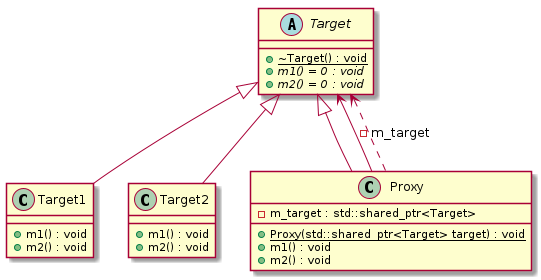 A Target
~Target() : void
m1() = 0 : void
m2() = 0 : void
m_target
C Target1
m1() : void
m2() : void
C Target2
m1() : void
m2() : void
C Proxy
m_target : std::shared_ptr<Target>
Proxy(std::shared_ptr<Target> target) : void
m1() : void
m2() : void